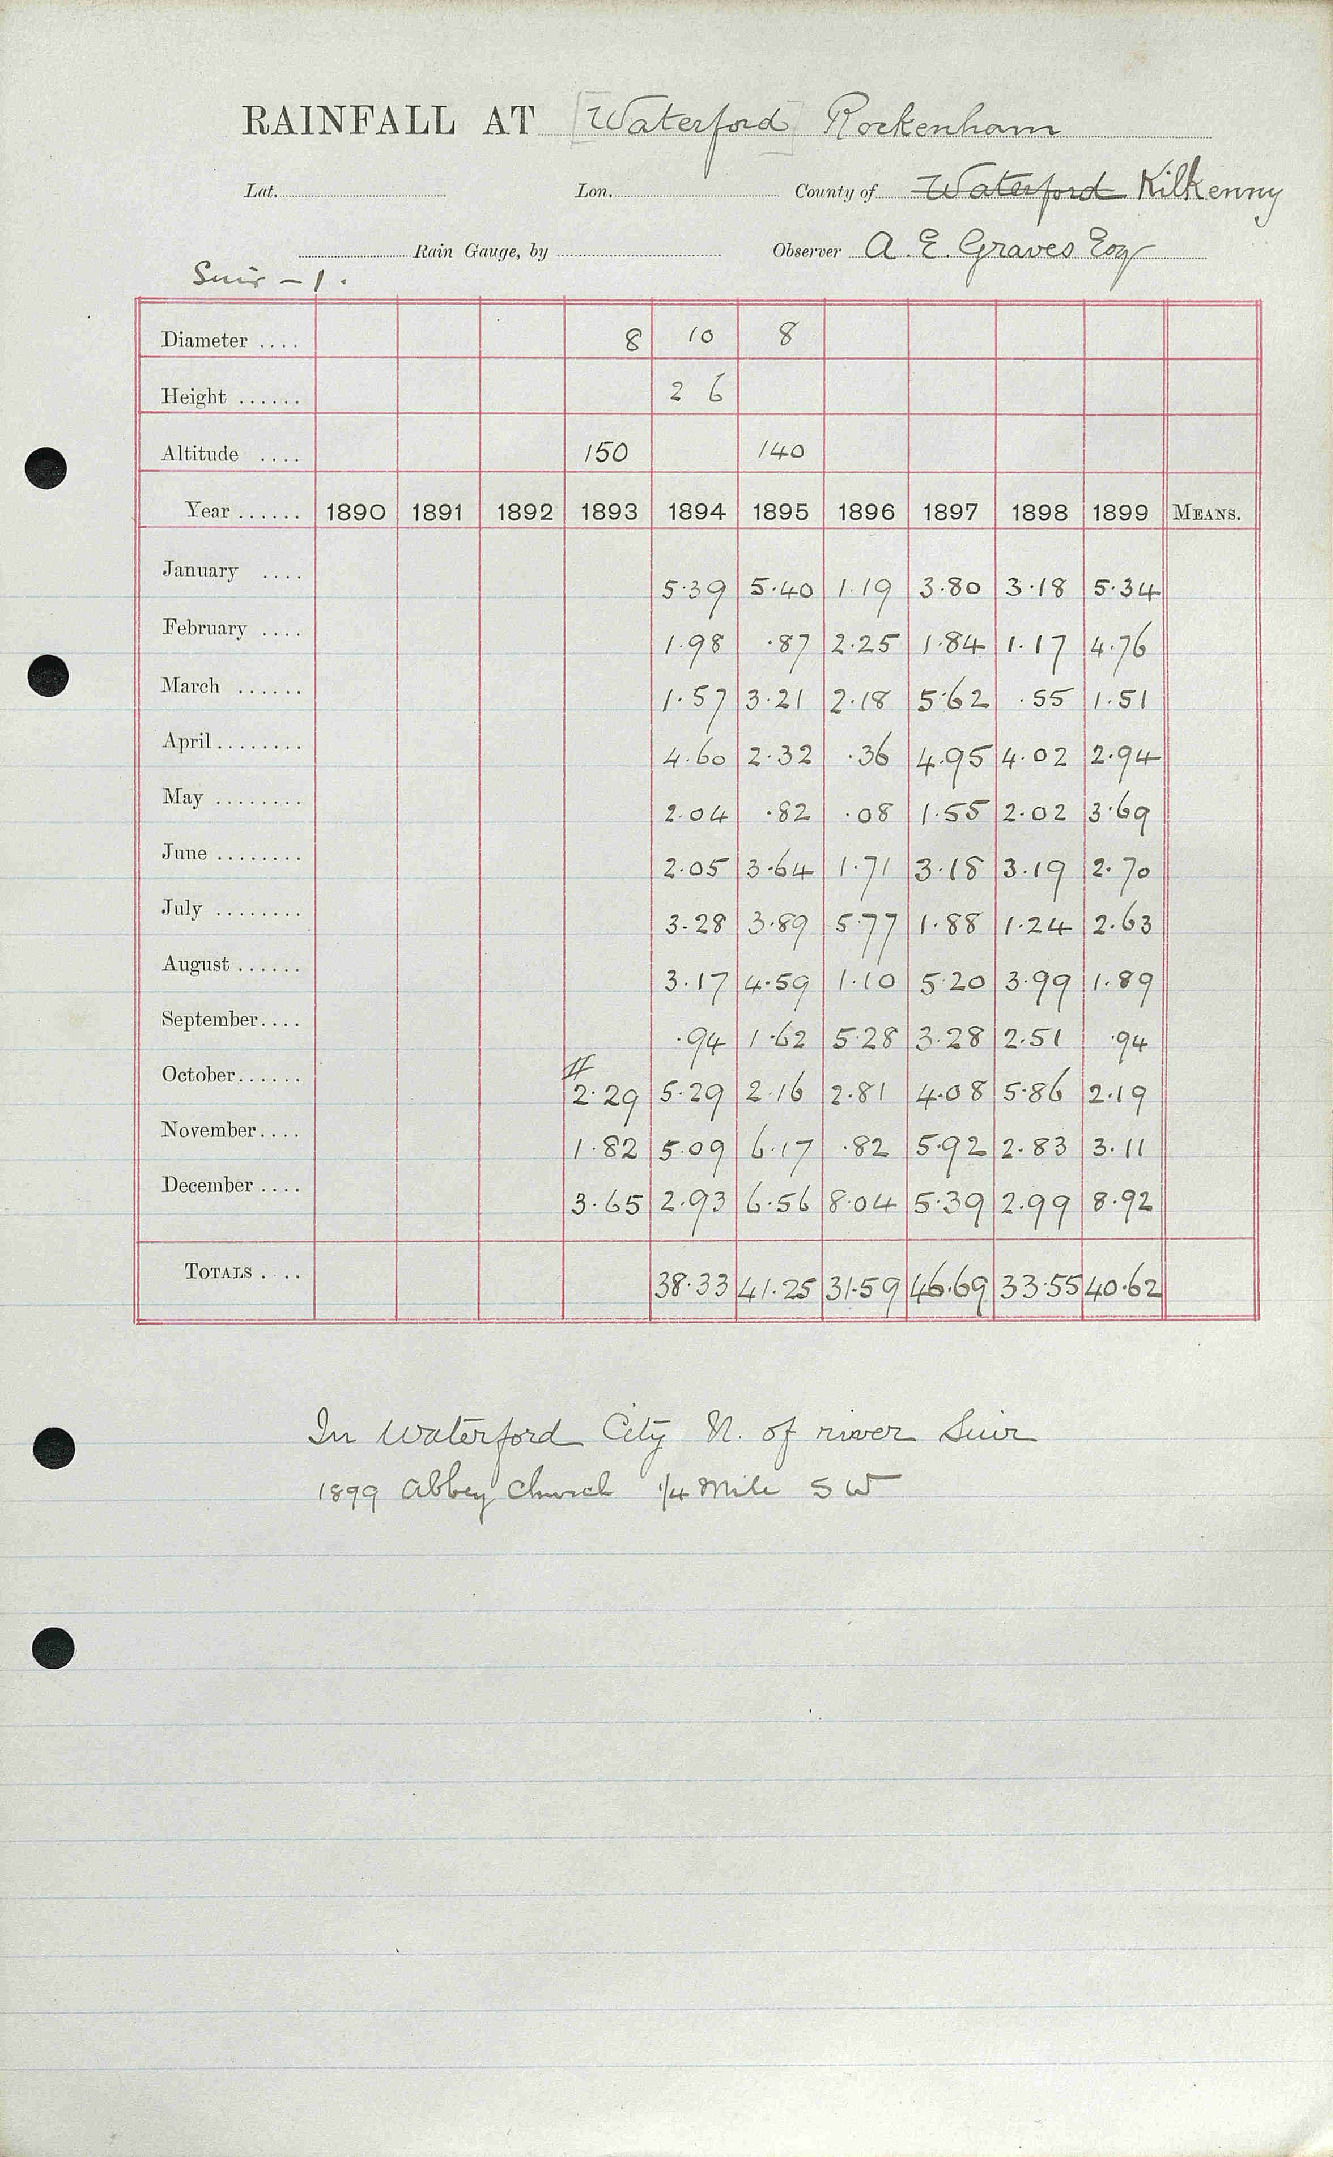 RAINFALL AT [Waterford] Rockenham
Lat. Lon. County of Waterford Kilkenny
Rain Gauge, by Observer A. E. Graves Esq
Suir - 1.
Diameter .... 8 10 8
Height ...... 2 6
Altitude .... 150 140
Year ...... 1890 1891 1892 1893 1894 1895 1896 1897 1898 1899 MEANS.
January .... 5.39 5.40 1.19 3.80 3.18 5.34
February .... 1.98 .87 2.25 1.84 1.17 4.76
March ...... 1.57 3.21 2.18 5.62 .55 1.51
April........ 4.60 2.32 .36 4.95 4.02 2.94
May ........ 2.04 .82 .08 1.55 2.02 3.69
June ........ 2.05 3.64 1.71 3.18 3.19 2.70
July ........ 3.28 3.89 5.77 1.88 1.24 2.63
August ...... 3.17 4.59 1.10 5.20 3.99 1.89
September.... .94 1.62 5.28 3.28 2.51 .94
October...... # 2.29 5.29 2.16 2.81 4.08 5.86 2.19
November.... 1.82 5.09 6.17 .82 5.92 2.83 3.11
December .... 3.65 2.93 6.56 8.04 5.39 2.99 8.92
TOTALS .... 38.33 41.25 31.59 46.69 33.55 40.62
In Waterford City N. of river Suir
1899 Abbey Church 1/4 Mile SW